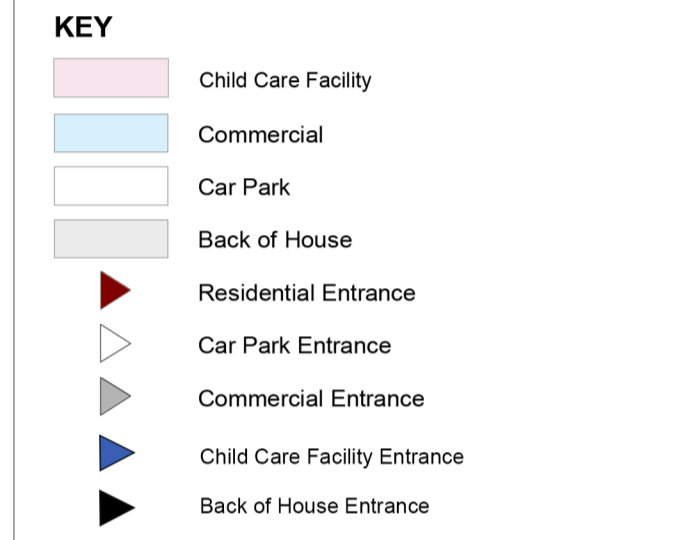 KEY
Child Care Facility
Commercial
Car Park
Back of House
Residential Entrance
Car Park Entrance
Commercial Entrance
Child Care Facility Entrance
Back of House Entrance